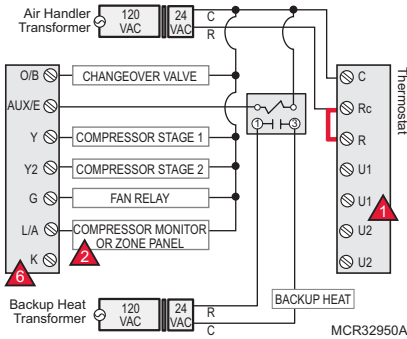 Air Handler
Transformer
120
VAC
24
VAC
C
R
O/B
CHANGEOVER VALVE
AUX/E
1
3
Y
COMPRESSOR STAGE 1
Y2
COMPRESSOR STAGE 2
G
FAN RELAY
L/A
COMPRESSOR MONITOR
OR ZONE PANEL
2
K
6
C
Rc
R
U1
U1
1
U2
U2
Thermostat
Backup Heat
Transformer
120
VAC
24
VAC
R
C
BACKUP HEAT
MCR32950A